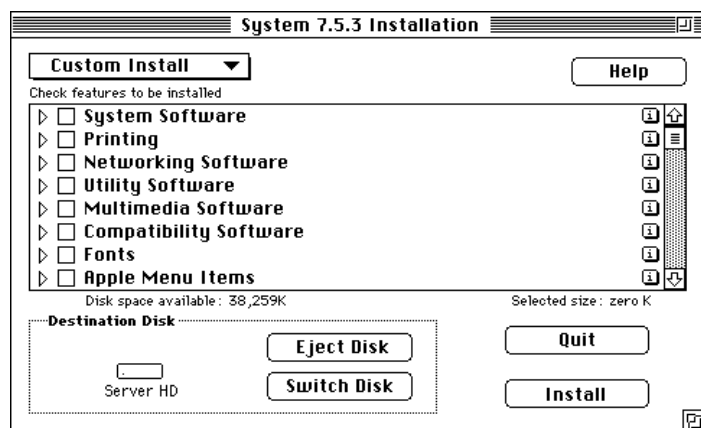 System 7.5.3 Installation
Custom Install
Help
Check features to be installed
System Software
Printing
Networking Software
Utility Software
Multimedia Software
Compatibility Software
Fonts
Apple Menu Items
Disk space available : 38,259K
Selected size : zero K
Destination Disk
Eject Disk
Quit
Server HD
Switch Disk
Install